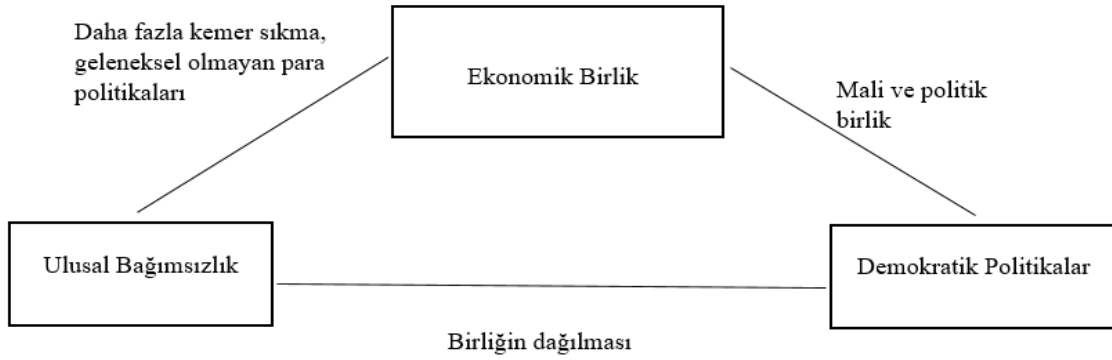 Daha fazla kemer sıkma,
geleneksel olmayan para
politikaları
Ekonomik Birlik
Mali ve politik
birlik
Ulusal Bağımsızlık
Demokratik Politikalar
Birliğin dağılması